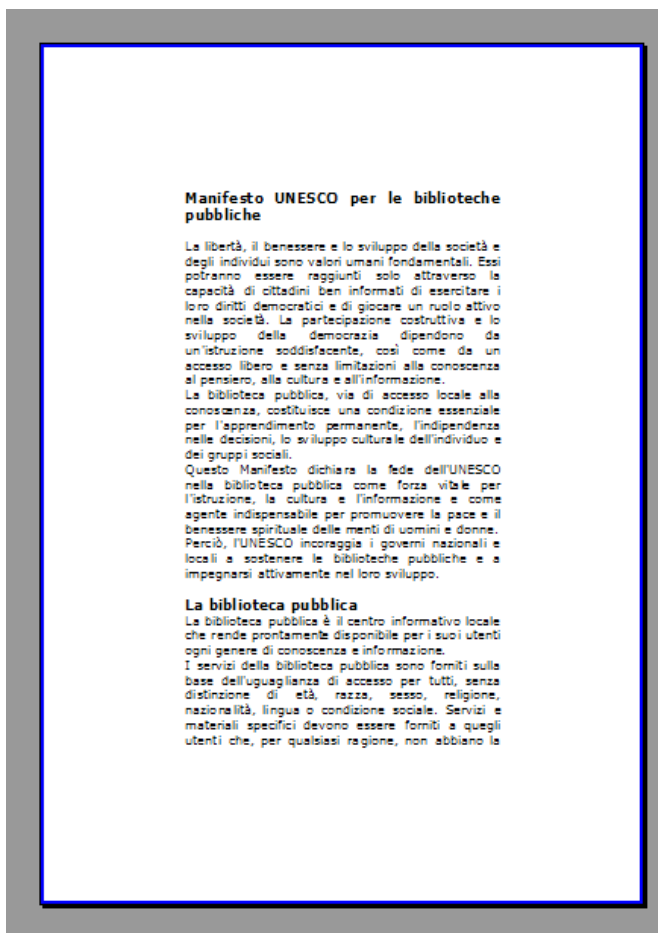 Manifesto UNESCO per le biblioteche
pubbliche
La libertà, il benessere e lo sviluppo della società e
degli individui sono valori umani fondamentali. Essi
potranno essere raggiunti solo attraverso la
capacità di cittadini ben informati di esercitare i
loro diritti democratici e di giocare un ruolo attivo
nella società. La partecipazione costruttiva e lo
sviluppo della democrazia dipendono da
un'istruzione soddisfacente, così come da un
accesso libero e senza limitazioni alla conoscenza
al pensiero, alla cultura e all'informazione.
La biblioteca pubblica, via di accesso locale alla
conoscenza, costituisce una condizione essenziale
per l'apprendimento permanente, l'indipendenza
nelle decisioni, lo sviluppo culturale dell'individuo e
dei gruppi sociali.
Questo Manifesto dichiara la fede dell'UNESCO
nella biblioteca pubblica come forza vitale per
l'istruzione, la cultura e l'informazione e come
agente indispensabile per promuovere la pace e il
benessere spirituale delle menti di uomini e donne.
Perciò, l'UNESCO incoraggia i governi nazionali e
locali a sostenere le biblioteche pubbliche e a
impegnarsi attivamente nel loro sviluppo.
La biblioteca pubblica
La biblioteca pubblica è il centro informativo locale
che rende prontamente disponibile per i suoi utenti
ogni genere di conoscenza e informazione.
I servizi della biblioteca pubblica sono forniti sulla
base dell'uguaglianza di accesso per tutti, senza
distinzione di età, razza, sesso, religione,
nazionalità, lingua o condizione sociale. Servizi e
materiali specifici devono essere forniti a quegli
utenti che, per qualsiasi ragione, non abbiano la